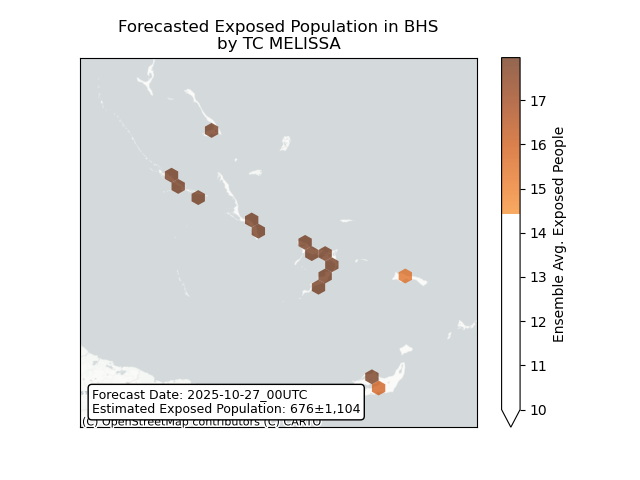 Forecasted Exposed Population in BHS
by TC MELISSA
17
16
15
14
13
12
11
10
Ensemble Avg. Exposed People
Forecast Date: 2025-10-27_00UTC
Estimated Exposed Population: 676±1,104
(C) OpenStreetMap contributors (C) CARTO